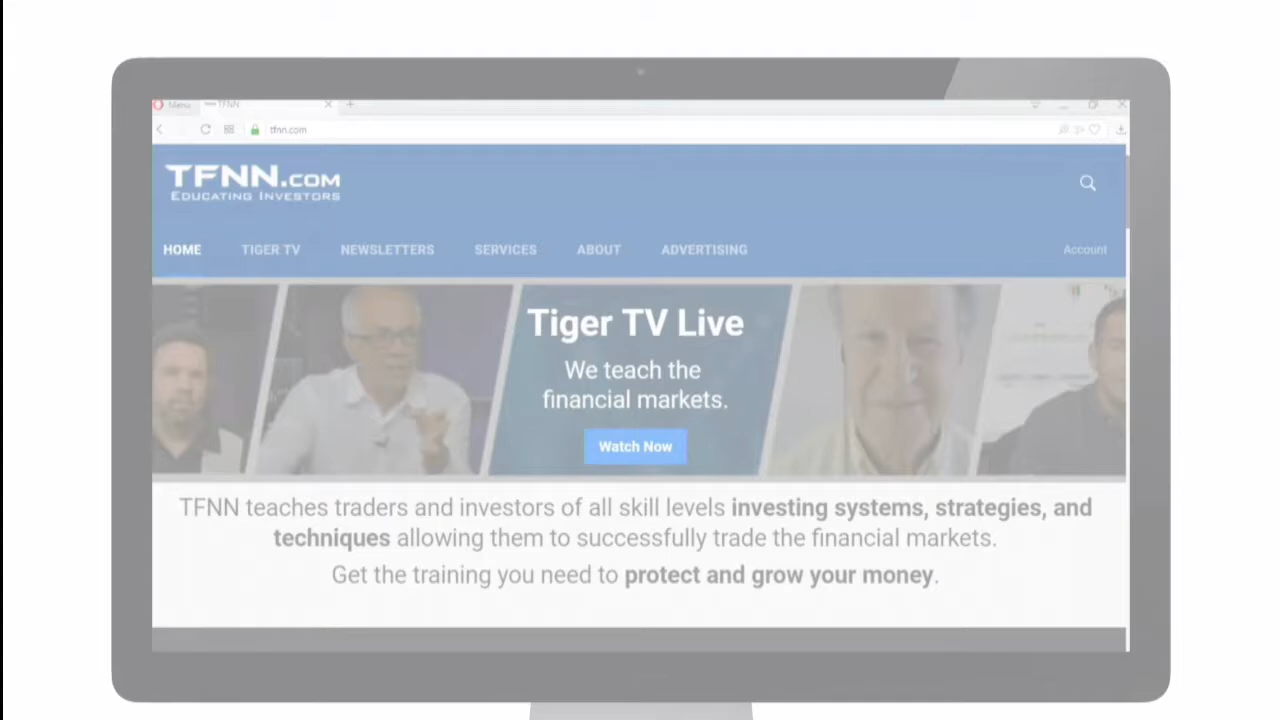 Menu
TFNN
tfnn.com
TFNN.COM
EDUCATING INVESTORS
HOME TIGER TV NEWSLETTERS SERVICES ABOUT ADVERTISING Account
Tiger TV Live
We teach the
financial markets.
Watch Now
TFNN teaches traders and investors of all skill levels investing systems, strategies, and
techniques allowing them to successfully trade the financial markets.
Get the training you need to protect and grow your money.